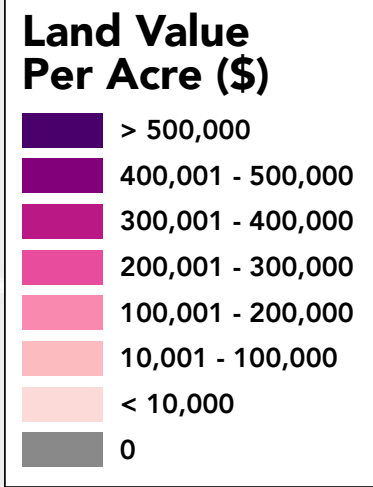 Land Value
Per Acre ($)
> 500,000
400,001 - 500,000
300,001 - 400,000
200,001 - 300,000
100,001 - 200,000
10,001 - 100,000
< 10,000
0